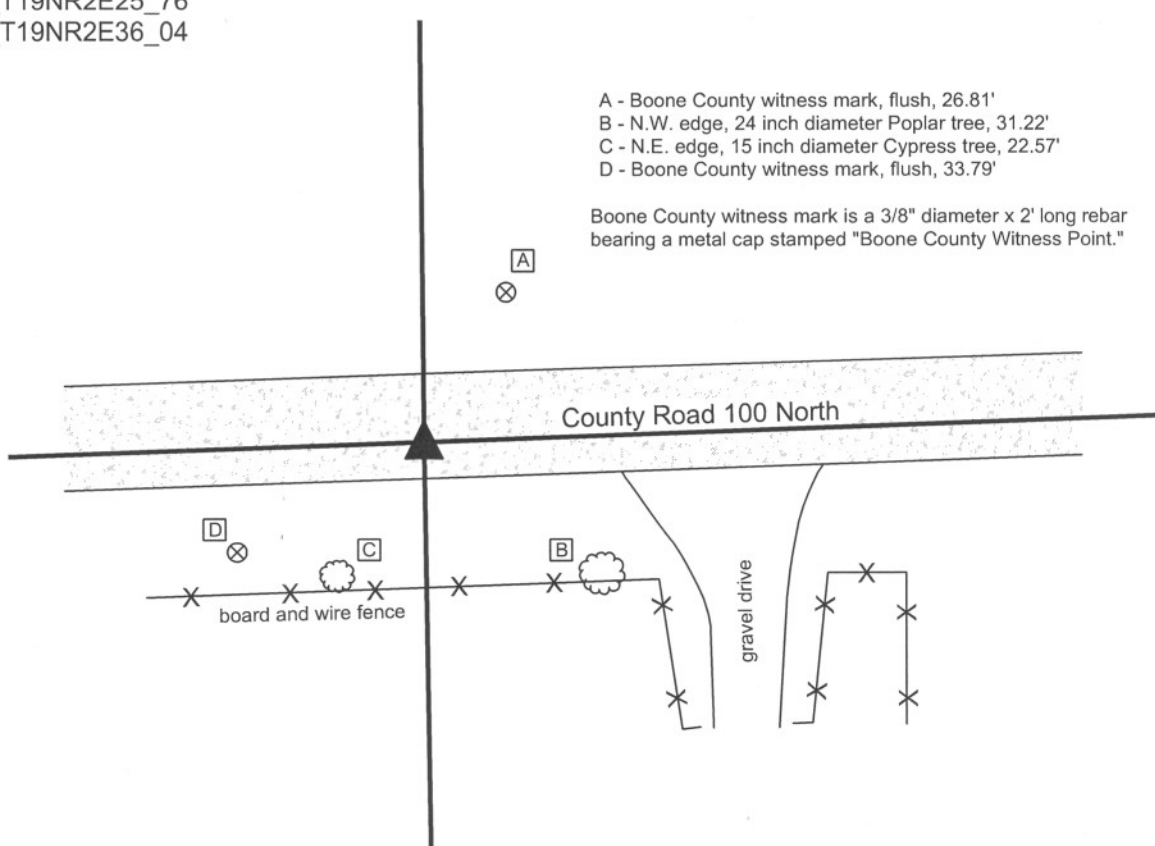 T19NR2E25_76
T19NR2E36_04
A - Boone County witness mark, flush, 26.81'
B - N.W. edge, 24 inch diameter Poplar tree, 31.22'
C - N.E. edge, 15 inch diameter Cypress tree, 22.57'
D - Boone County witness mark, flush, 33.79'
Boone County witness mark is a 3/8" diameter x 2' long rebar
bearing a metal cap stamped "Boone County Witness Point."
A
County Road 100 North
D
C
B
board and wire fence
gravel drive